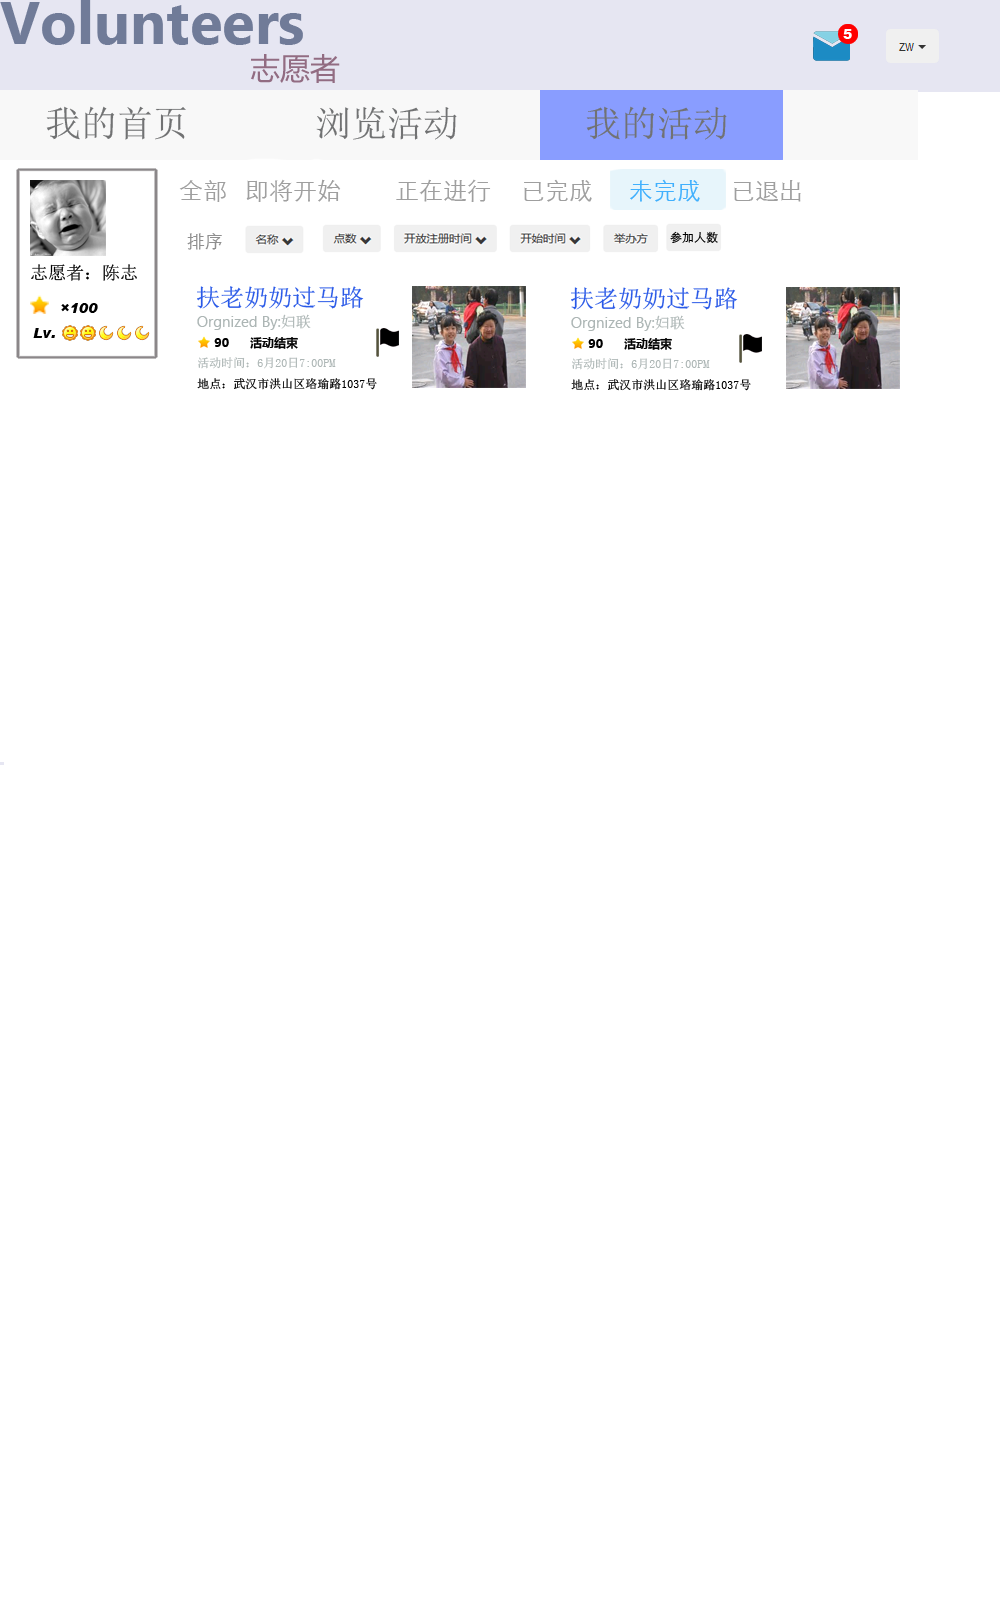 Volunteers
志愿者
5
ZW
我的首页 浏览活动 我的活动
全部 即将开始 正在进行 已完成 未完成 已退出
排序 名称 点数 开放注册时间 开始时间 举办方 参加人数
志愿者：陈志
×100
Lv.
扶老奶奶过马路
Orgnized By:妇联
90 活动结束
活动时间：6月20日7:00PM
地点：武汉市洪山区珞瑜路1037号
扶老奶奶过马路
Orgnized By:妇联
90 活动结束
活动时间：6月20日7:00PM
地点：武汉市洪山区珞瑜路1037号